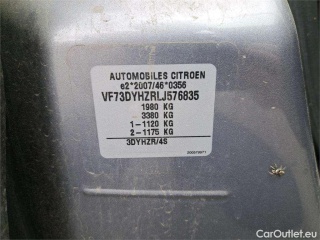 AUTOMOBILES CITROEN
e2*2007/46*0356
VF73DYHZRLJ576835
1980 KG
3380 KG
1-1120 KG
2-1175 KG
3DYHZR/4S
CarOutlet.eu